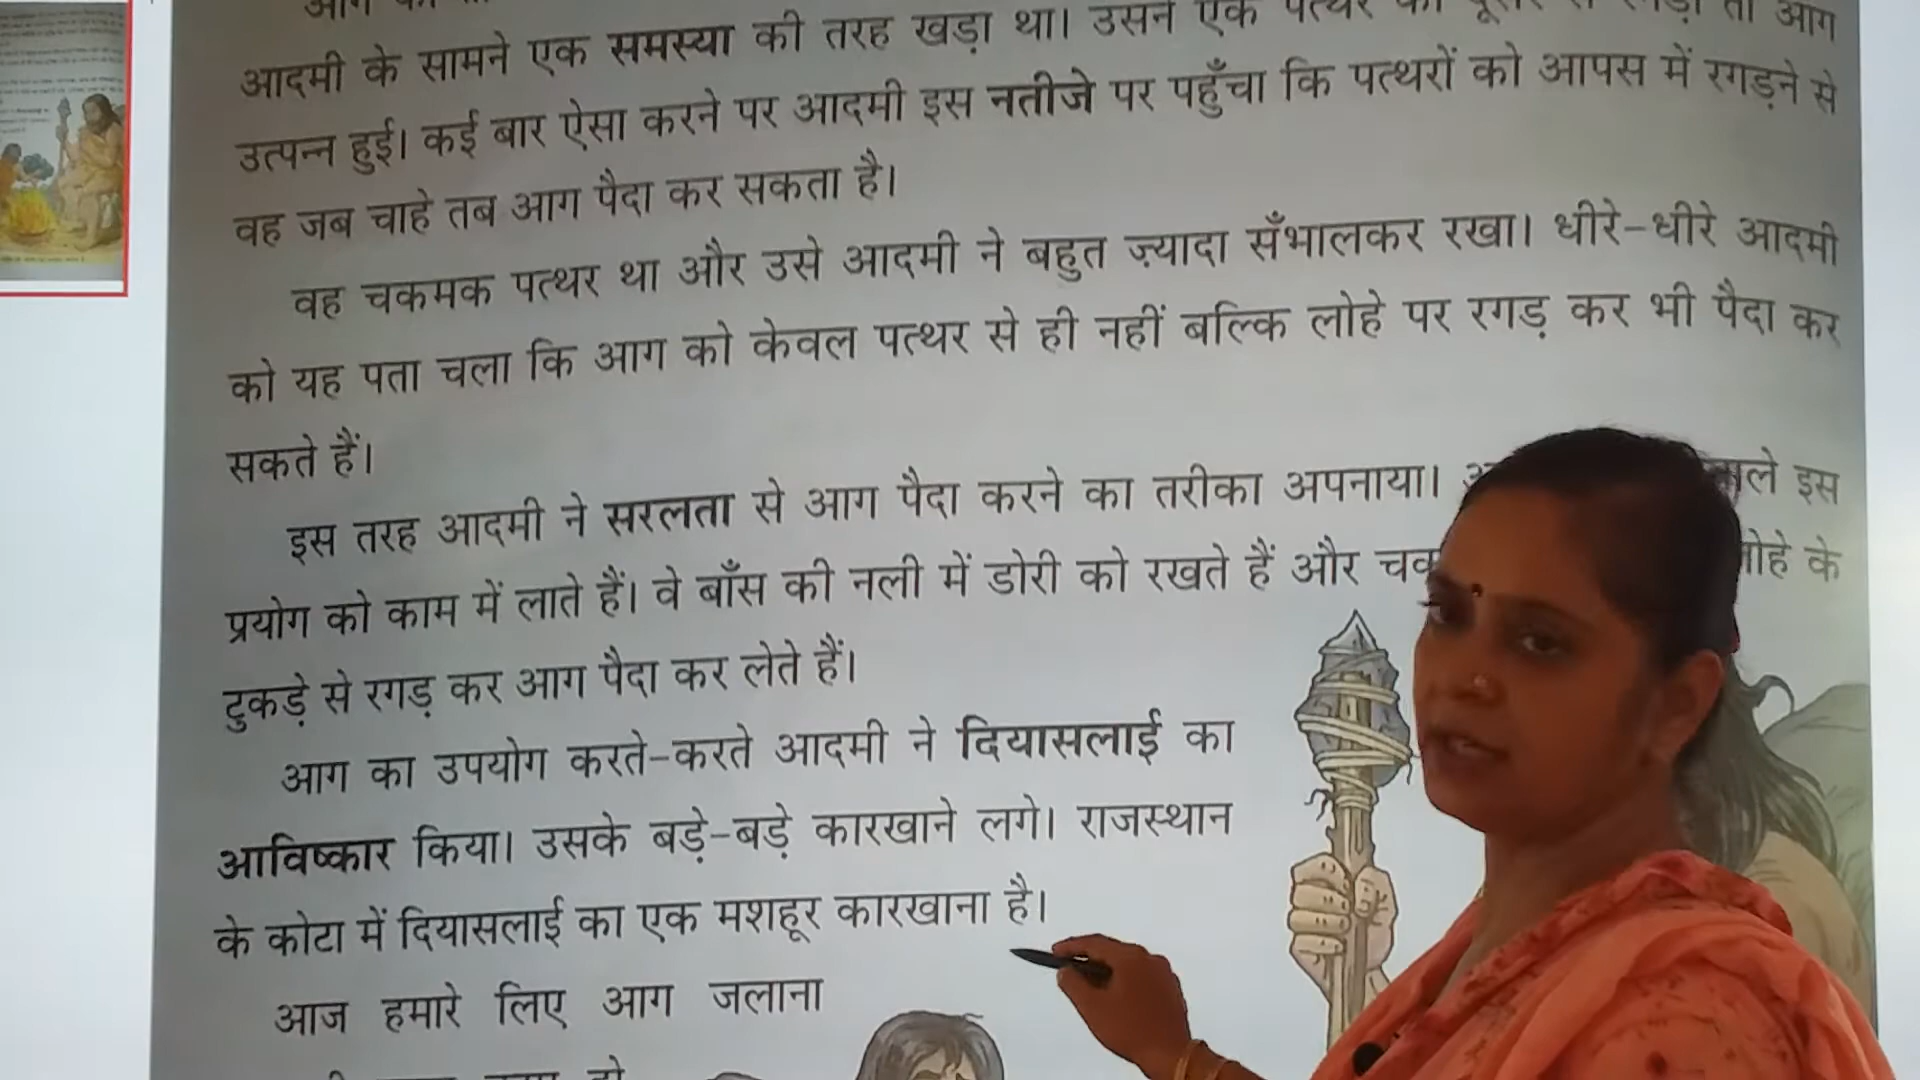 आदमी के सामने एक समस्या की तरह खड़ा था। उसने एक पत्थर को दूसरे से रगड़ा तो आग
उत्पन्न हुई। कई बार ऐसा करने पर आदमी इस नतीजे पर पहुँचा कि पत्थरों को आपस में रगड़ने से
वह जब चाहे तब आग पैदा कर सकता है।
वह चकमक पत्थर था और उसे आदमी ने बहुत ज़्यादा सँभालकर रखा। धीरे-धीरे आदमी
को यह पता चला कि आग को केवल पत्थर से ही नहीं बल्कि लोहे पर रगड़ कर भी पैदा कर
सकते हैं।
इस तरह आदमी ने सरलता से आग पैदा करने का तरीका अपनाया। इस
प्रयोग को काम में लाते हैं। वे बाँस की नली में डोरी को रखते हैं और के
टुकड़े से रगड़ कर आग पैदा कर लेते हैं।
आग का उपयोग करते-करते आदमी ने दियासलाई का
आविष्कार किया। उसके बड़े-बड़े कारखाने लगे। राजस्थान
के कोटा में दियासलाई का एक मशहूर कारखाना है।
आज हमारे लिए आग जलाना